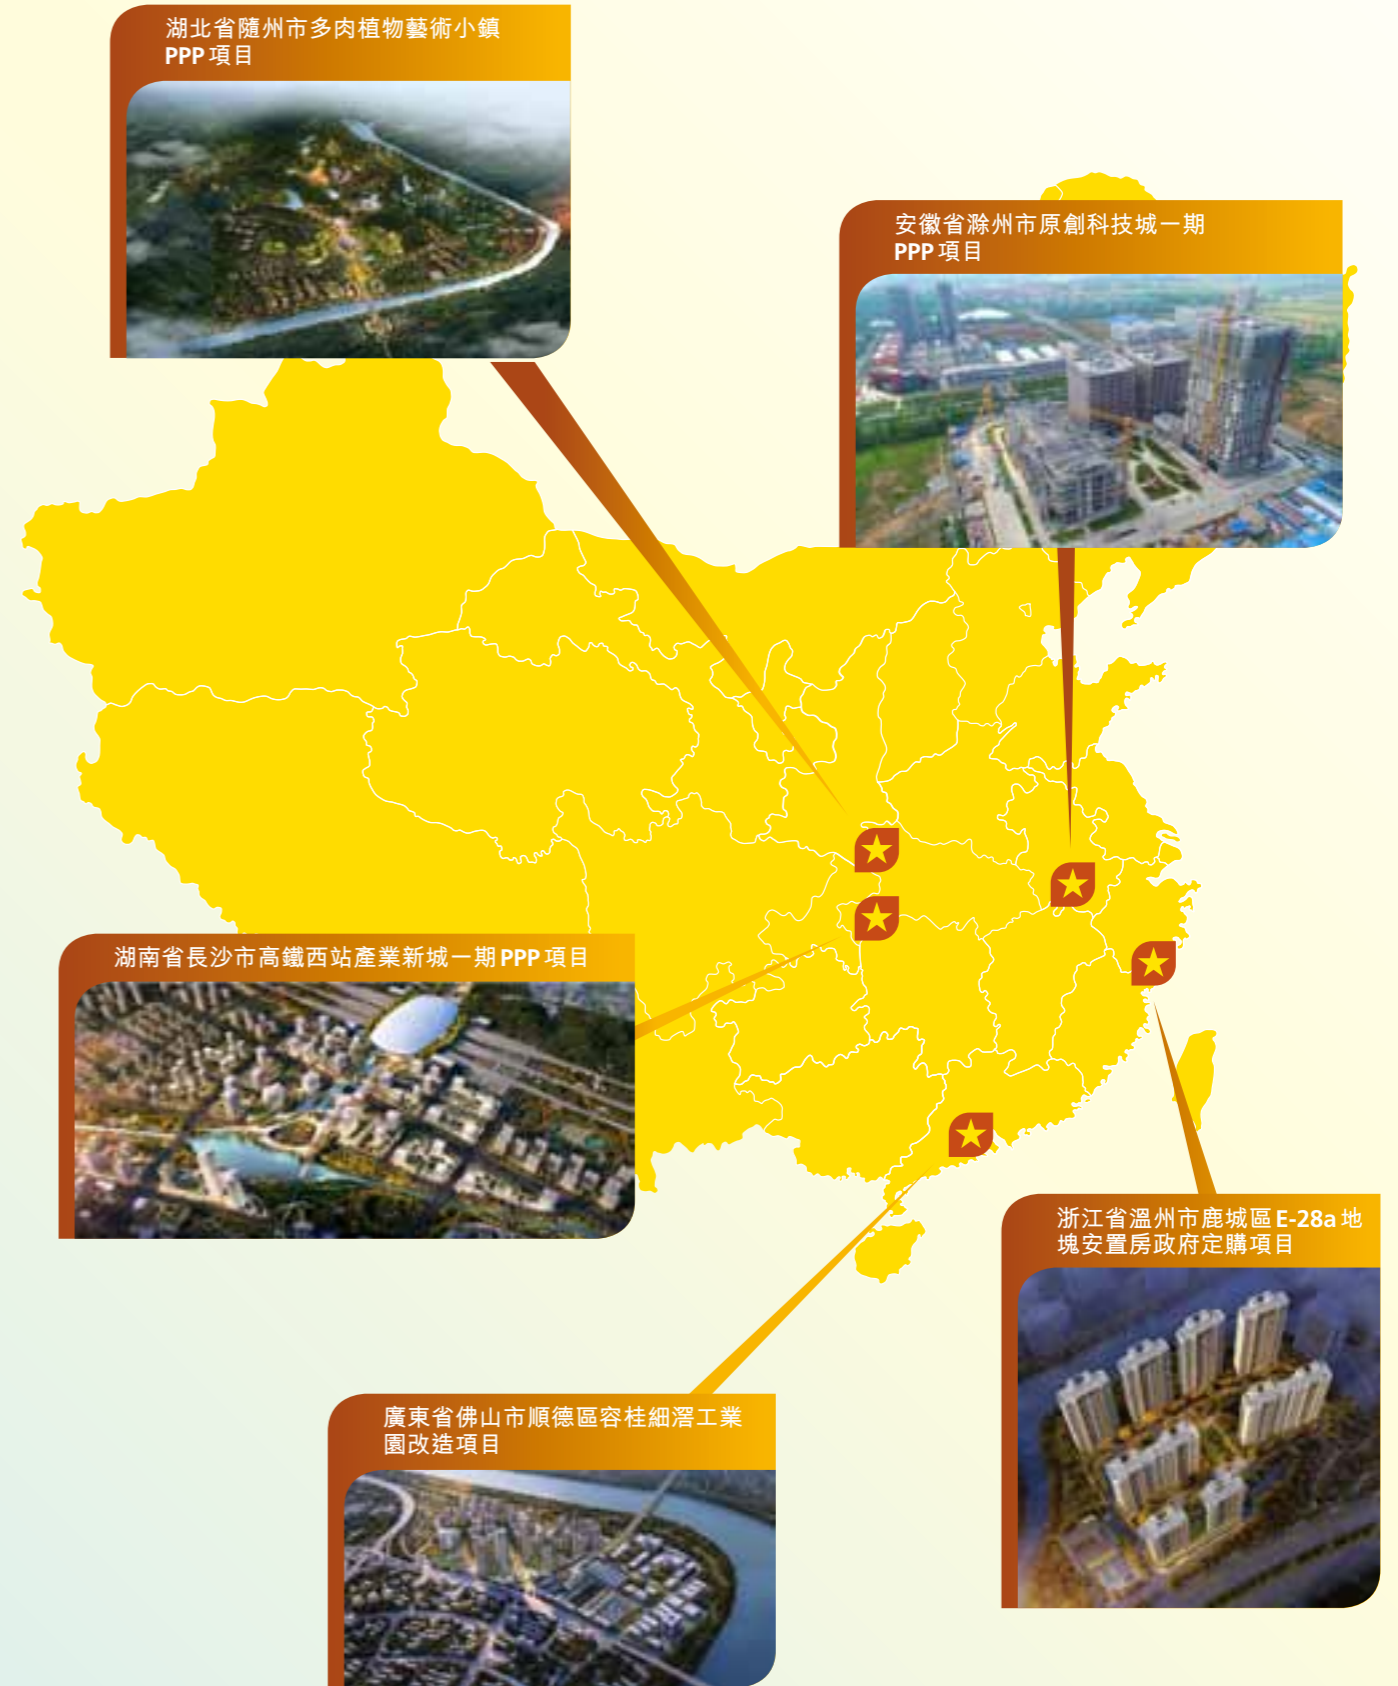 湖北省隨州市多肉植物藝術小鎮
PPP 項目
安徽省滁州市原創科技城一期
PPP 項目
湖南省長沙市高鐵西站產業新城一期 PPP 項目
浙江省溫州市鹿城區 E-28a 地
塊安置房政府定購項目
廣東省佛山市順德區容桂細滘工業
園改造項目